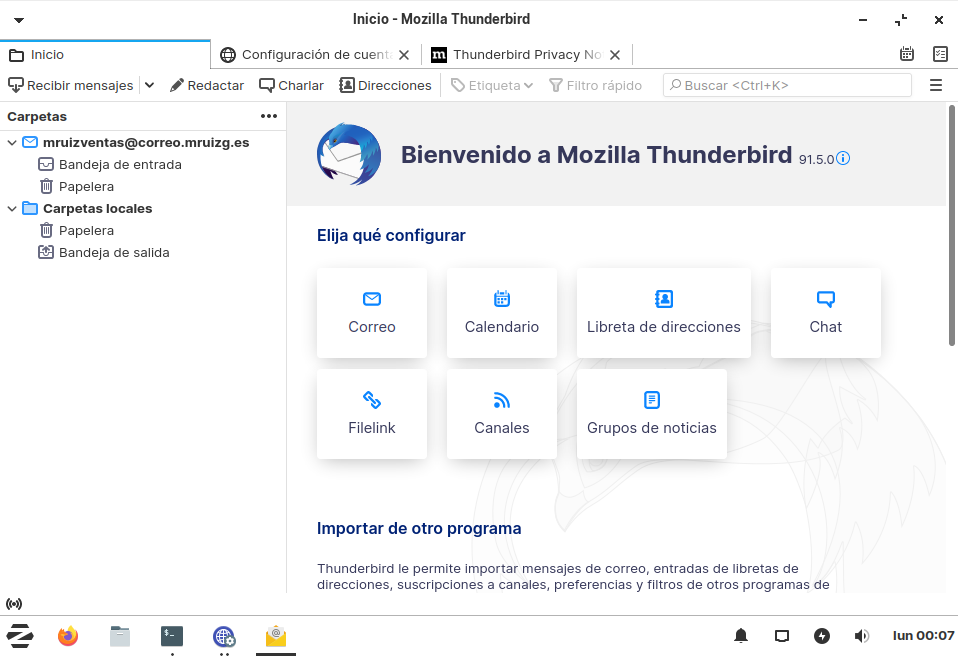 Inicio - Mozilla Thunderbird
Inicio
Configuración de cuent
m Thunderbird Privacy No
Recibir mensajes
Redactar
Charlar
Direcciones
Etiqueta
Filtro rápido
Buscar <Ctrl+K>
Carpetas
mruizventas@correo.mruizg.es
Bandeja de entrada
Papelera
Carpetas locales
Papelera
Bandeja de salida
Bienvenido a Mozilla Thunderbird 91.5.0
Elija qué configurar
Correo
Calendario
Libreta de direcciones
Chat
Filelink
Canales
Grupos de noticias
Importar de otro programa
Thunderbird le permite importar mensajes de correo, entradas de libretas de
direcciones, suscripciones a canales, preferencias y filtros de otros programas de
lun 00:07